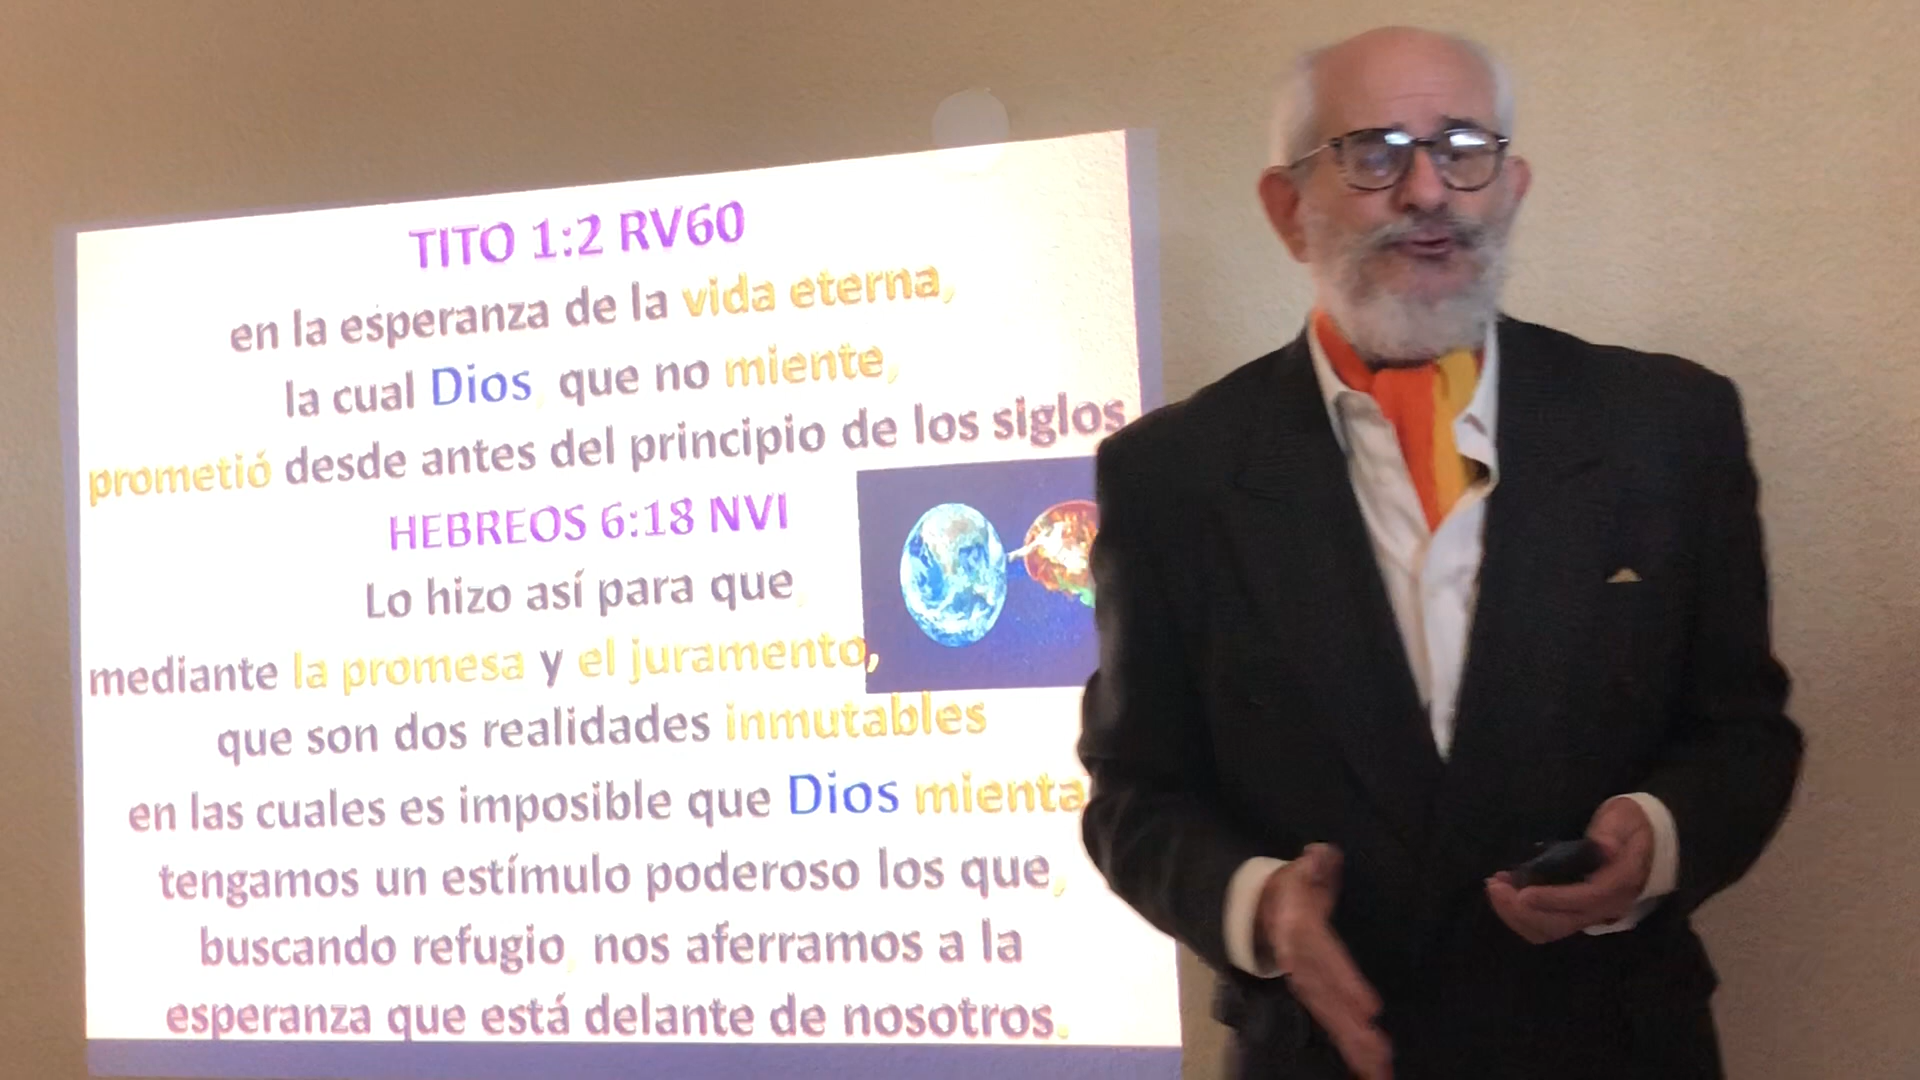 TITO 1:2 RV60
en la esperanza de la vida eterna,
la cual Dios, que no miente,
prometió desde antes del principio de los siglos,
HEBREOS 6:18 NVI
Lo hizo así para que,
mediante la promesa y el juramento,
que son dos realidades inmutables
en las cuales es imposible que Dios mienta,
tengamos un estímulo poderoso los que,
buscando refugio, nos aferramos a la
esperanza que está delante de nosotros.